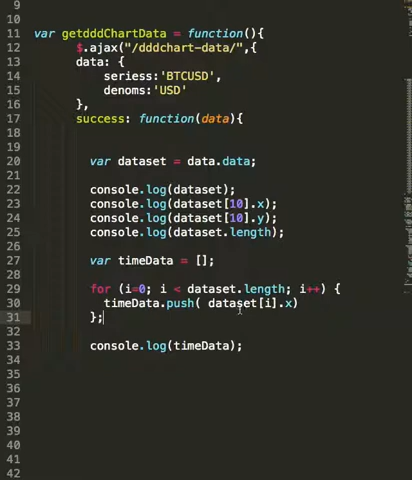 9
10
11 var getdddChartData = function(){
12 $.ajax("/dddchart-data/",{
13 data: {
14 seriess:'BTCUSD',
15 denoms:'USD'
16 },
17 success: function(data){
18
19
20 var dataset = data.data;
21
22 console.log(dataset);
23 console.log(dataset[10].x);
24 console.log(dataset[10].y);
25 console.log(dataset.length);
26
27 var timeData = [];
28
29 for (i=0; i < dataset.length; i++) {
30 timeData.push( dataset[i].x)
31 };
32
33 console.log(timeData);
34
35
36
37
38
39
40
41
42